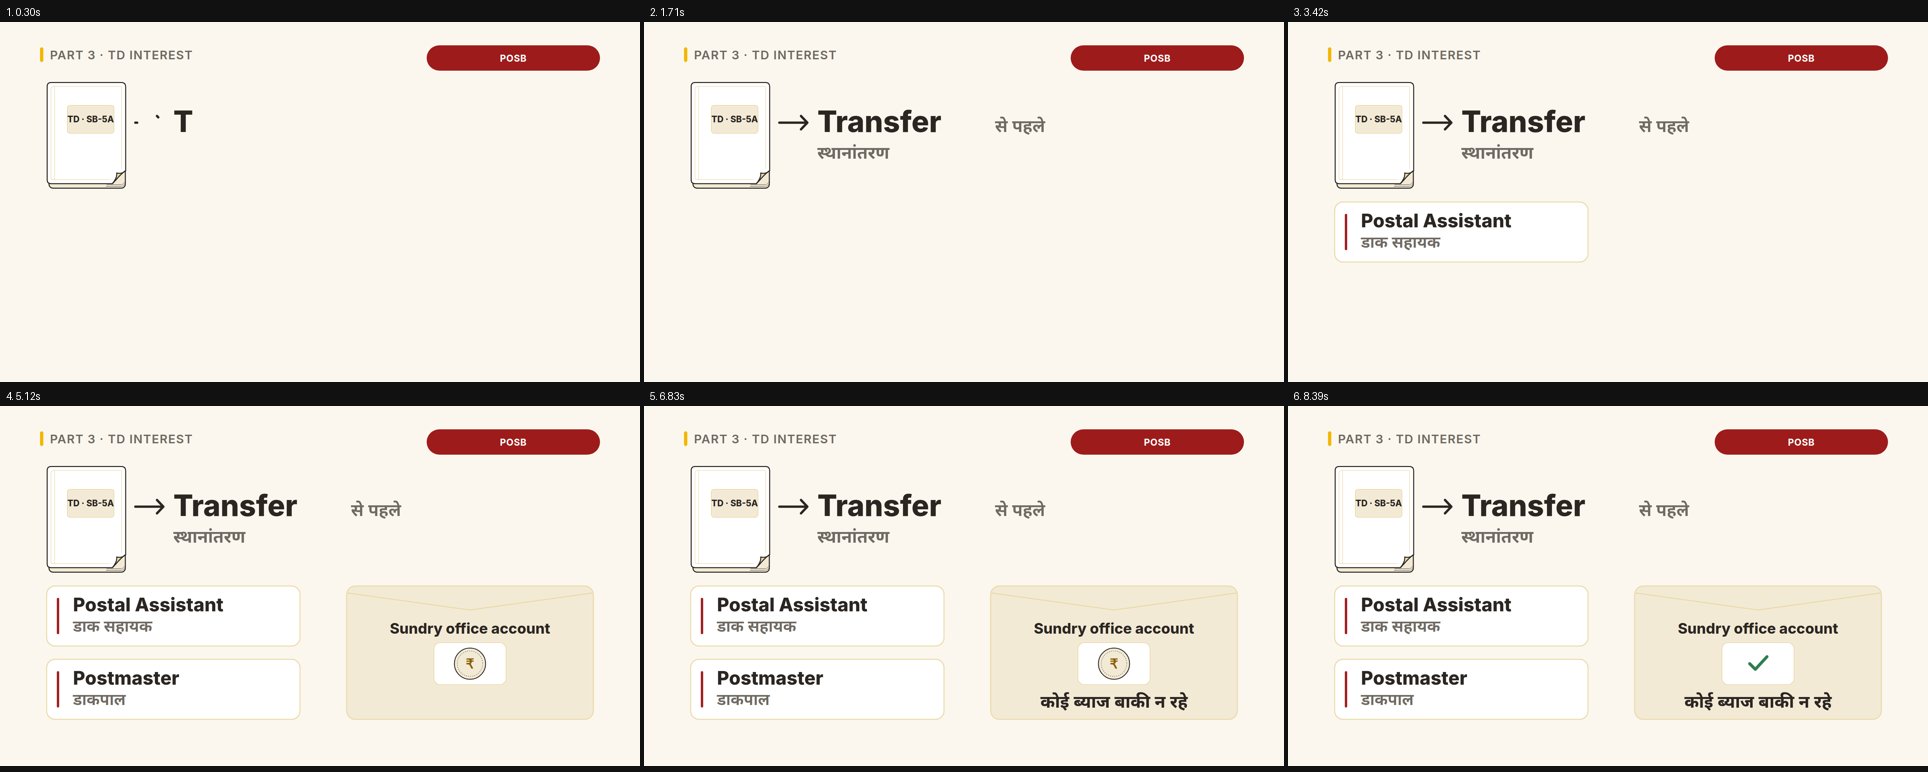 1. 0.30s
PART 3 · TD INTEREST
POSB
TD · SB-5A
T
2. 1.71s
PART 3 · TD INTEREST
POSB
TD · SB-5A
→ Transfer से पहले
स्थानांतरण
3. 3.42s
PART 3 · TD INTEREST
POSB
TD · SB-5A
→ Transfer से पहले
स्थानांतरण
Postal Assistant
डाक सहायक
4. 5.12s
PART 3 · TD INTEREST
POSB
TD · SB-5A
→ Transfer से पहले
स्थानांतरण
Postal Assistant
डाक सहायक
Postmaster
डाकपाल
Sundry office account
₹
5. 6.83s
PART 3 · TD INTEREST
POSB
TD · SB-5A
→ Transfer से पहले
स्थानांतरण
Postal Assistant
डाक सहायक
Postmaster
डाकपाल
Sundry office account
₹
कोई ब्याज बाकी न रहे
6. 8.39s
PART 3 · TD INTEREST
POSB
TD · SB-5A
→ Transfer से पहले
स्थानांतरण
Postal Assistant
डाक सहायक
Postmaster
डाकपाल
Sundry office account
कोई ब्याज बाकी न रहे